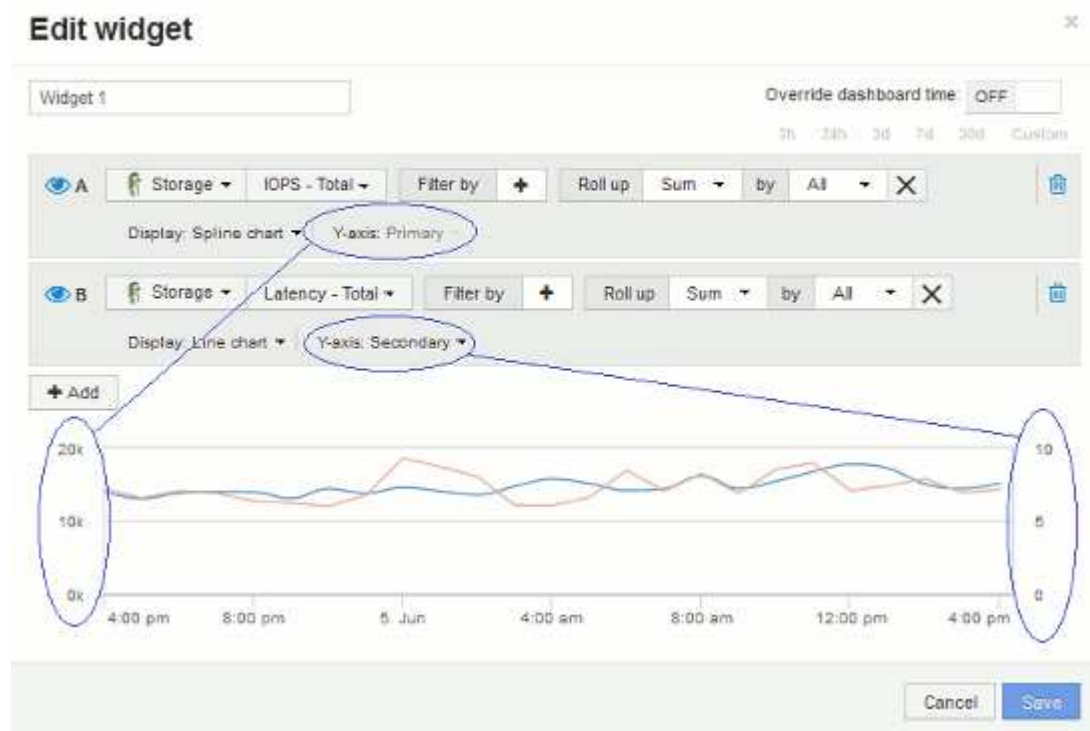 Edit widget
×
Widget 1
Override dashboard time OFF
3h 24h 3d 7d 30d Custom
A Storage IOPS - Total Filter by + Roll up Sum by All X
Display: Spline chart Y-axis: Primary
B Storage Latency - Total Filter by + Roll up Sum by All X
Display: Line chart Y-axis: Secondary
+ Add
20k 10
10k 5
0k 0
4:00 pm 8:00 pm 5. Jun 4:00 am 8:00 am 12:00 pm 4:00 pm
Cancel Save